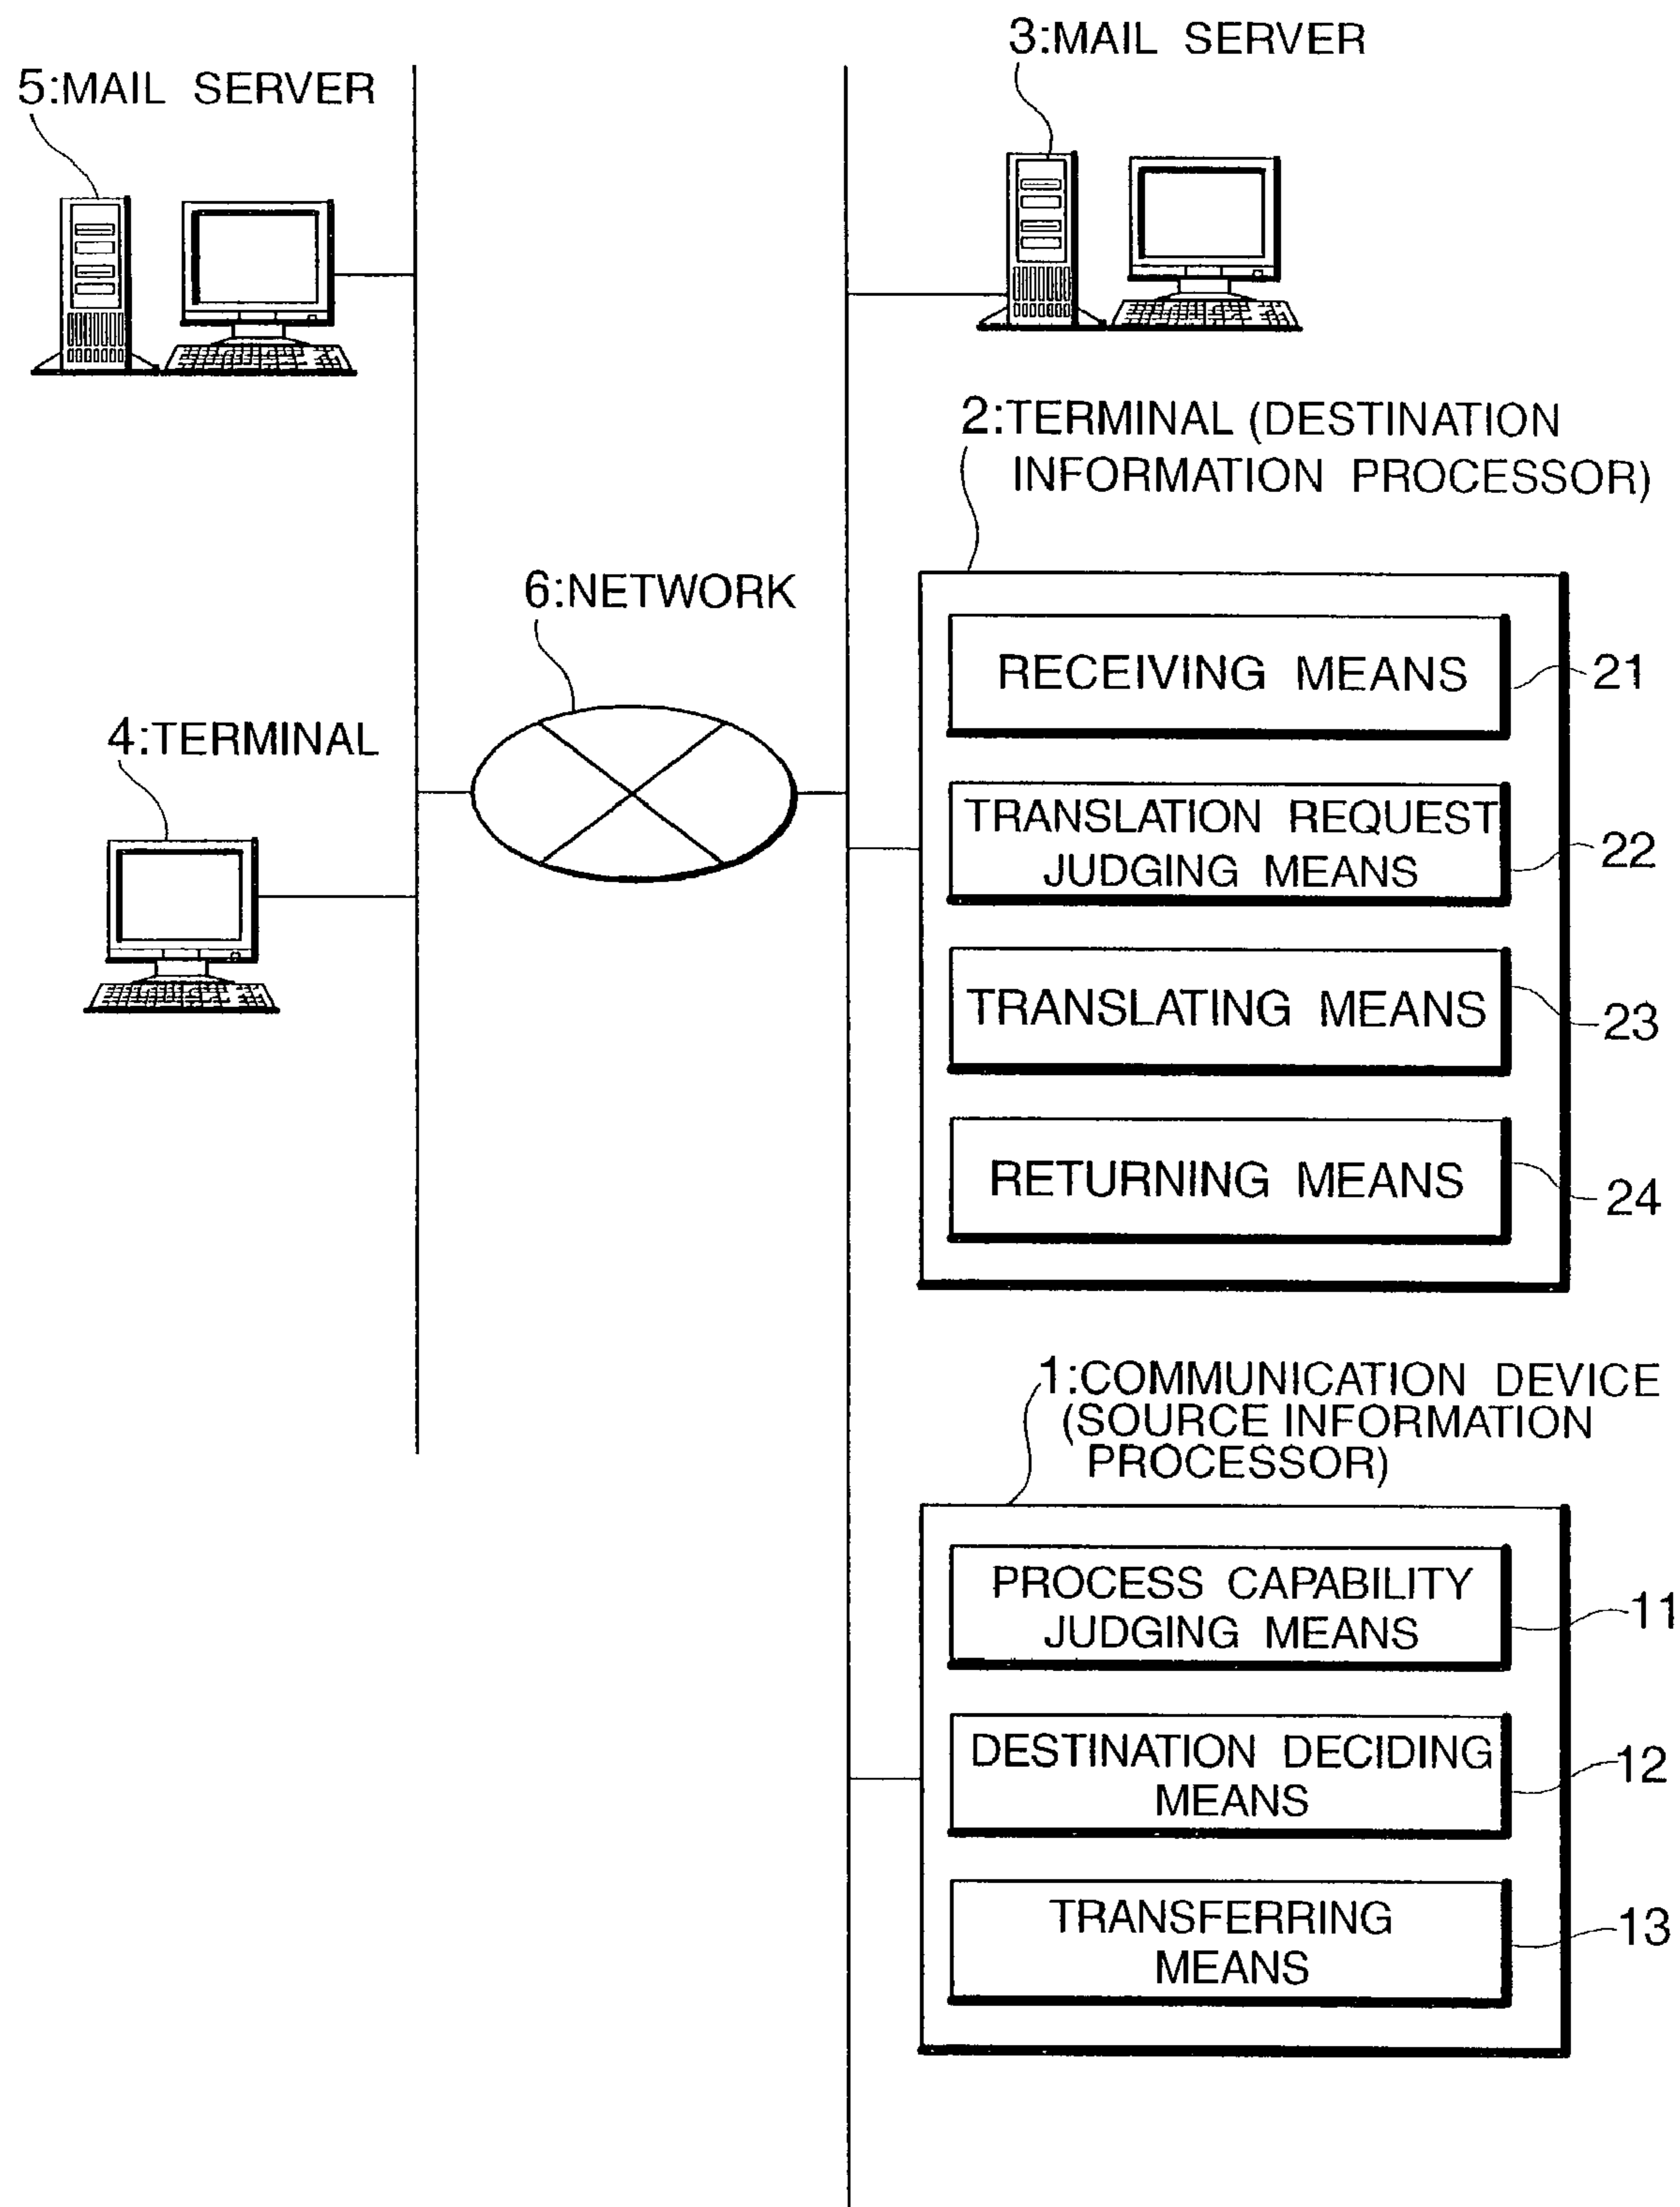 3:MAIL SERVER
5:MAIL SERVER
2:TERMINAL (DESTINATION
INFORMATION PROCESSOR)
6:NETWORK
RECEIVING MEANS
21
4:TERMINAL
TRANSLATION REQUEST
JUDGING MEANS
22
TRANSLATING MEANS
23
RETURNING MEANS
24
1:COMMUNICATION DEVICE
(SOURCE INFORMATION
PROCESSOR)
PROCESS CAPABILITY
JUDGING MEANS
11
DESTINATION DECIDING
MEANS
12
TRANSFERRING
MEANS
13